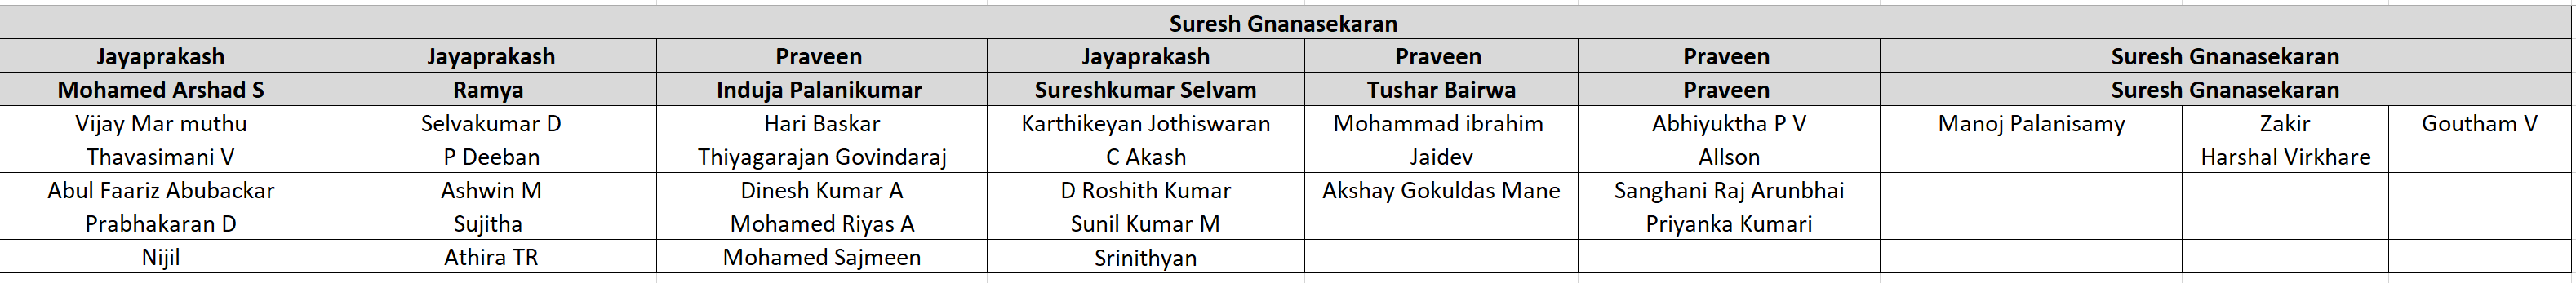 Suresh Gnanasekaran
Jayaprakash Jayaprakash Praveen Jayaprakash Praveen Praveen Suresh Gnanasekaran
Mohamed Arshad S Ramya Induja Palanikumar Sureshkumar Selvam Tushar Bairwa Praveen Suresh Gnanasekaran
Vijay Mar muthu Selvakumar D Hari Baskar Karthikeyan Jothiswaran Mohammad ibrahim Abhiyuktha P V Manoj Palanisamy Zakir Goutham V
Thavasimani V P Deeban Thiyagarajan Govindaraj C Akash Jaidev Allson Harshal Virkhare
Abul Faariz Abubackar Ashwin M Dinesh Kumar A D Roshith Kumar Akshay Gokuldas Mane Sanghani Raj Arunbhai
Prabhakaran D Sujitha Mohamed Riyas A Sunil Kumar M Priyanka Kumari
Nijil Athira TR Mohamed Sajmeen Srinithyan